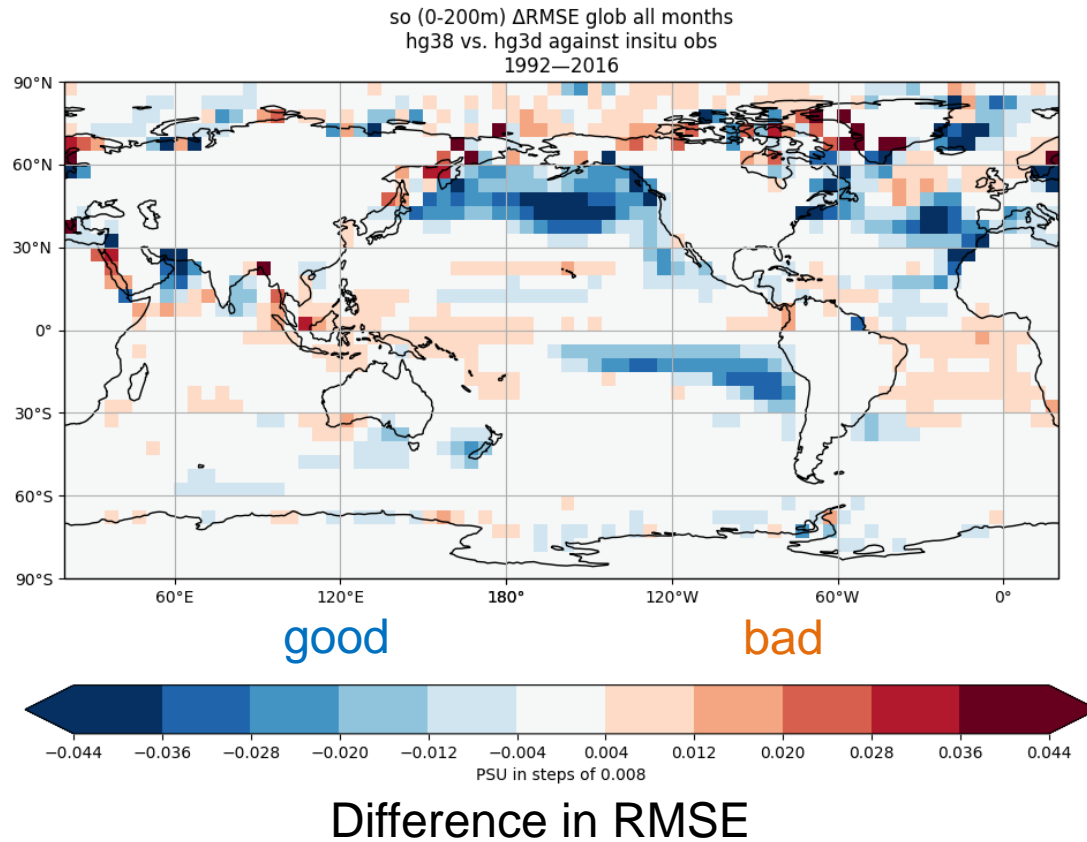 so (0-200m) ΔRMSE glob all months
hg38 vs. hg3d against insitu obs
1992—2016
90°N
60°N
30°N
0°
30°S
60°S
90°S
60°E 120°E 180° 120°W 60°W 0°
good bad
−0.044 −0.036 −0.028 −0.020 −0.012 −0.004 0.004 0.012 0.020 0.028 0.036 0.044
PSU in steps of 0.008
Difference in RMSE